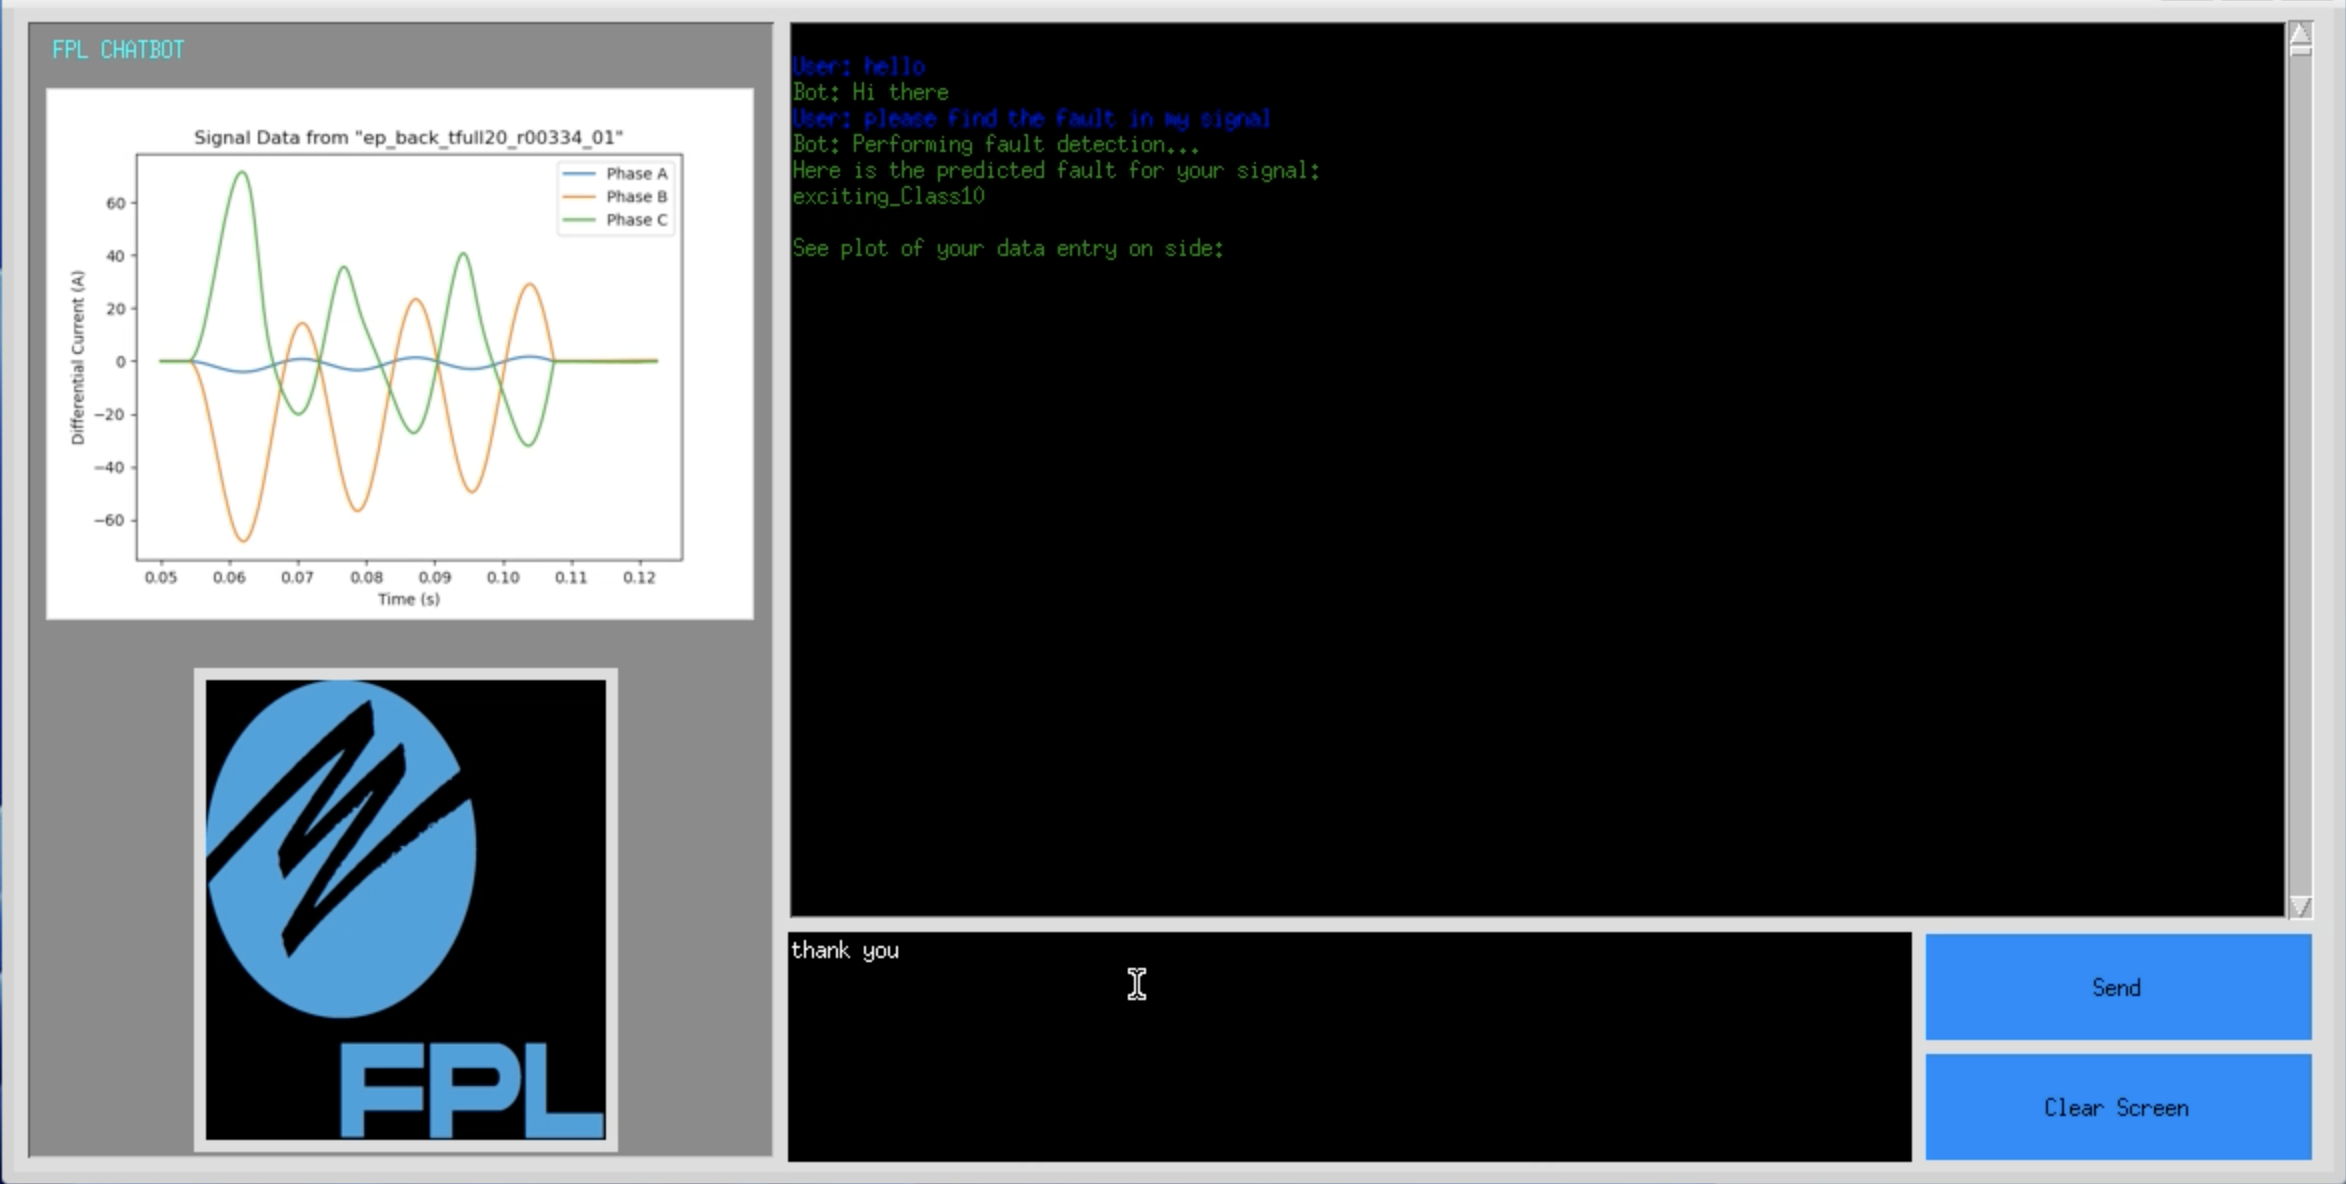 FPL CHATBOT
Signal Data from "ep_back_tfull20_r00334_01"
Phase A
Phase B
Phase C
Differential Current (A)
60
40
20
0
−20
−40
−60
0.05 0.06 0.07 0.08 0.09 0.10 0.11 0.12
Time (s)
FPL
User: hello
Bot: Hi there
User: please find the fault in my signal
Bot: Performing fault detection...
Here is the predicted fault for your signal:
exciting_Class10
See plot of your data entry on side:
thank you
Send
Clear Screen